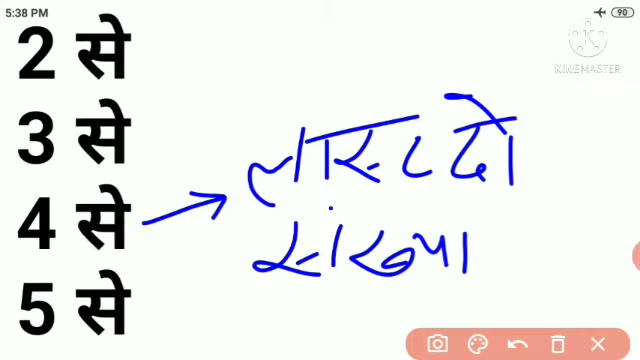 5:38 PM
90
K
KINEMASTER
2 से
3 से
4 से
5 से
लास्ट दो
संख्या